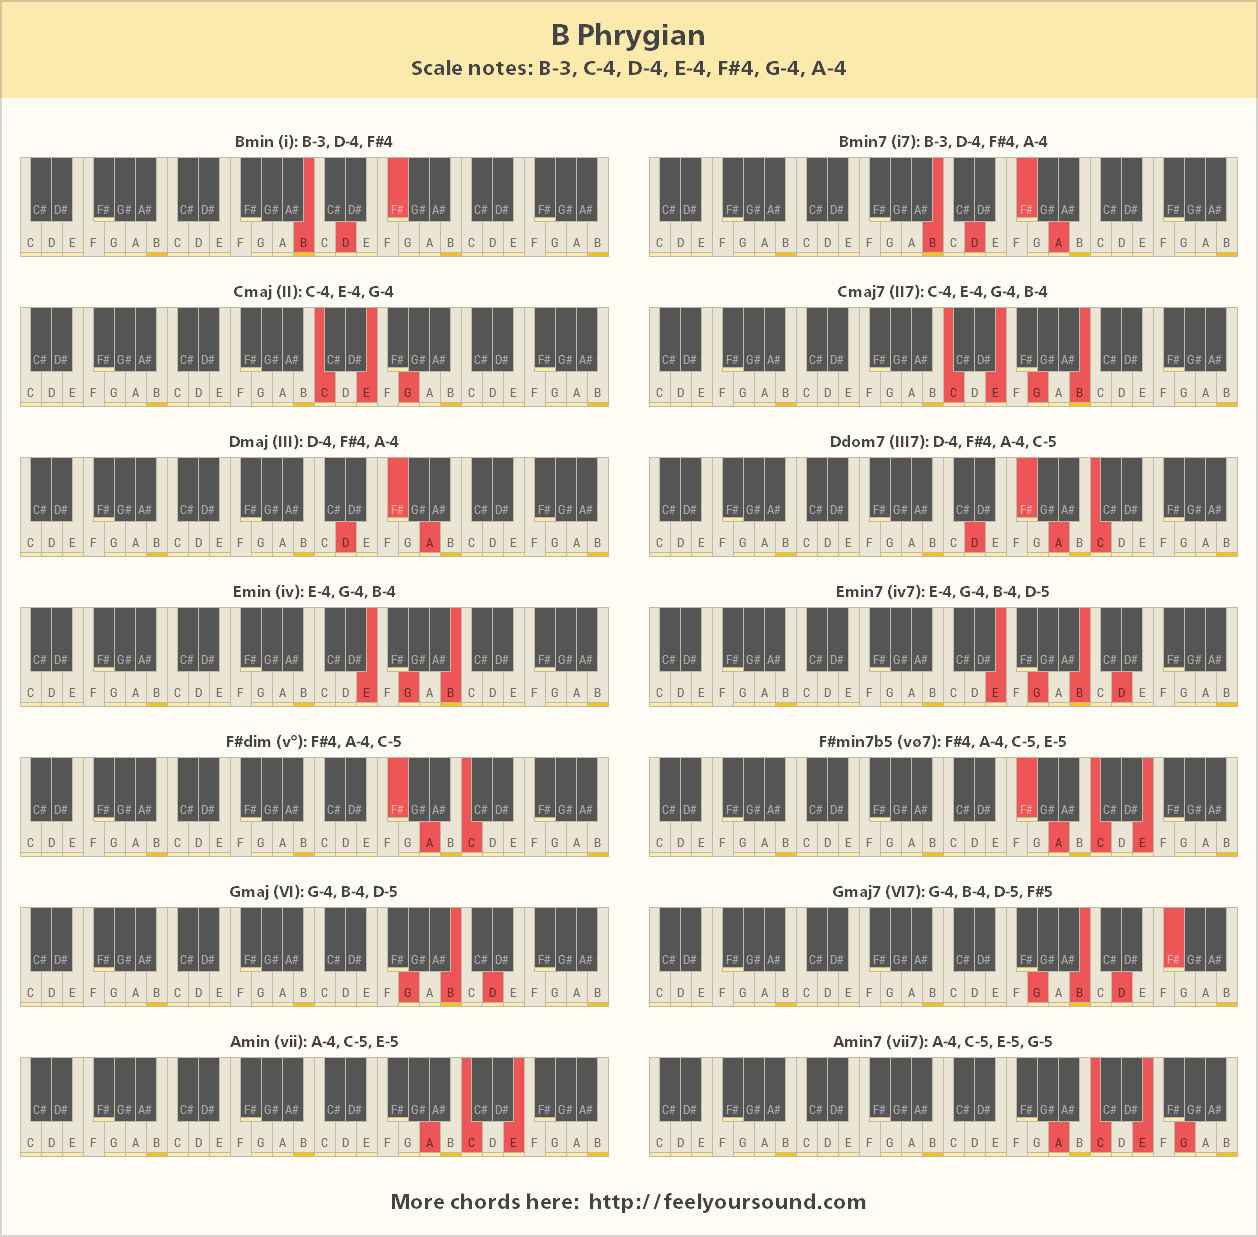 B Phrygian
Scale notes: B-3, C-4, D-4, E-4, F#4, G-4, A-4
Bmin (i): B-3, D-4, F#4
C# D# F# G# A# C# D# F# G# A# C# D# F# G# A# C# D# F# G# A#
C D E F G A B C D E F G A B C D E F G A B C D E F G A B
Bmin7 (i7): B-3, D-4, F#4, A-4
C# D# F# G# A# C# D# F# G# A# C# D# F# G# A# C# D# F# G# A#
C D E F G A B C D E F G A B C D E F G A B C D E F G A B
Cmaj (II): C-4, E-4, G-4
C# D# F# G# A# C# D# F# G# A# C# D# F# G# A# C# D# F# G# A#
C D E F G A B C D E F G A B C D E F G A B C D E F G A B
Cmaj7 (II7): C-4, E-4, G-4, B-4
C# D# F# G# A# C# D# F# G# A# C# D# F# G# A# C# D# F# G# A#
C D E F G A B C D E F G A B C D E F G A B C D E F G A B
Dmaj (III): D-4, F#4, A-4
C# D# F# G# A# C# D# F# G# A# C# D# F# G# A# C# D# F# G# A#
C D E F G A B C D E F G A B C D E F G A B C D E F G A B
Ddom7 (III7): D-4, F#4, A-4, C-5
C# D# F# G# A# C# D# F# G# A# C# D# F# G# A# C# D# F# G# A#
C D E F G A B C D E F G A B C D E F G A B C D E F G A B
Emin (iv): E-4, G-4, B-4
C# D# F# G# A# C# D# F# G# A# C# D# F# G# A# C# D# F# G# A#
C D E F G A B C D E F G A B C D E F G A B C D E F G A B
Emin7 (iv7): E-4, G-4, B-4, D-5
C# D# F# G# A# C# D# F# G# A# C# D# F# G# A# C# D# F# G# A#
C D E F G A B C D E F G A B C D E F G A B C D E F G A B
F#dim (v°): F#4, A-4, C-5
C# D# F# G# A# C# D# F# G# A# C# D# F# G# A# C# D# F# G# A#
C D E F G A B C D E F G A B C D E F G A B C D E F G A B
F#min7b5 (vø7): F#4, A-4, C-5, E-5
C# D# F# G# A# C# D# F# G# A# C# D# F# G# A# C# D# F# G# A#
C D E F G A B C D E F G A B C D E F G A B C D E F G A B
Gmaj (VI): G-4, B-4, D-5
C# D# F# G# A# C# D# F# G# A# C# D# F# G# A# C# D# F# G# A#
C D E F G A B C D E F G A B C D E F G A B C D E F G A B
Gmaj7 (VI7): G-4, B-4, D-5, F#5
C# D# F# G# A# C# D# F# G# A# C# D# F# G# A# C# D# F# G# A#
C D E F G A B C D E F G A B C D E F G A B C D E F G A B
Amin (vii): A-4, C-5, E-5
C# D# F# G# A# C# D# F# G# A# C# D# F# G# A# C# D# F# G# A#
C D E F G A B C D E F G A B C D E F G A B C D E F G A B
Amin7 (vii7): A-4, C-5, E-5, G-5
C# D# F# G# A# C# D# F# G# A# C# D# F# G# A# C# D# F# G# A#
C D E F G A B C D E F G A B C D E F G A B C D E F G A B
More chords here: http://feelyoursound.com